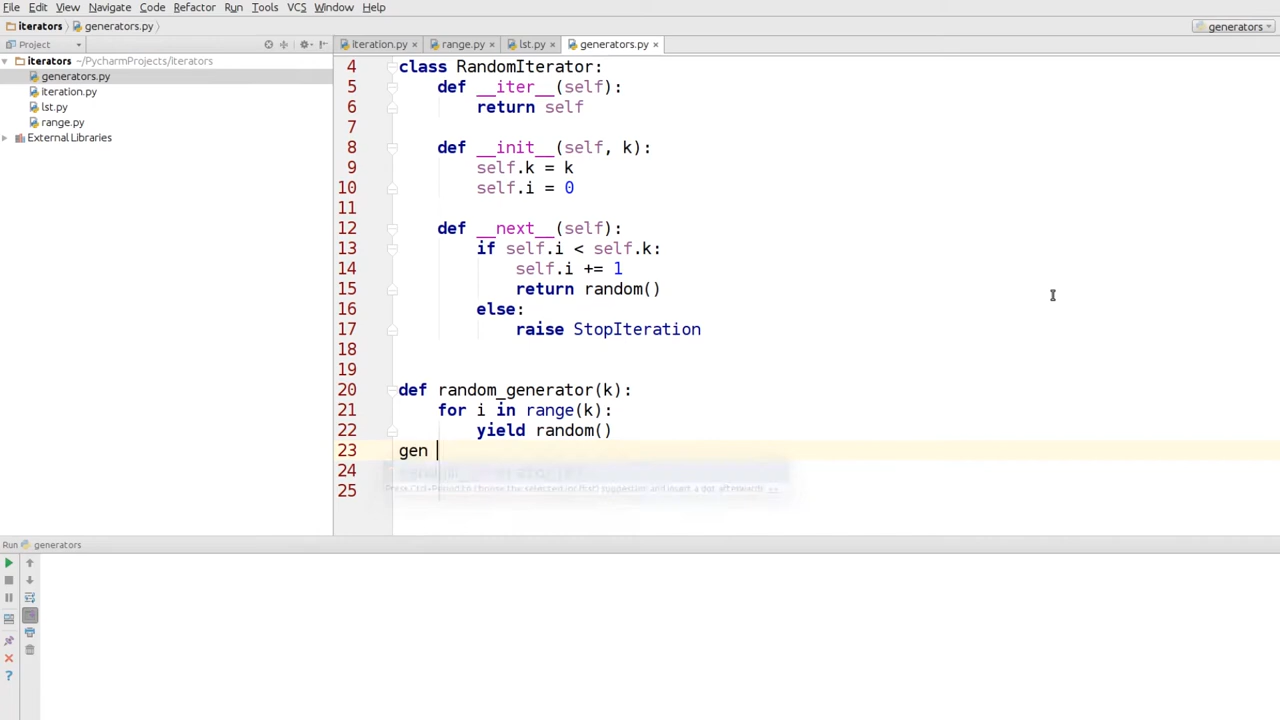 File Edit View Navigate Code Refactor Run Tools VCS Window Help
iterators generators.py generators
Project iteration.py range.py lst.py generators.py
iterators ~/PycharmProjects/iterators
generators.py
iteration.py
lst.py
range.py
External Libraries
4 class RandomIterator:
5 def __iter__(self):
6 return self
7
8 def __init__(self, k):
9 self.k = k
10 self.i = 0
11
12 def __next__(self):
13 if self.i < self.k:
14 self.i += 1
15 return random()
16 else:
17 raise StopIteration
18
19
20 def random_generator(k):
21 for i in range(k):
22 yield random()
23 gen
24
25
Run generators